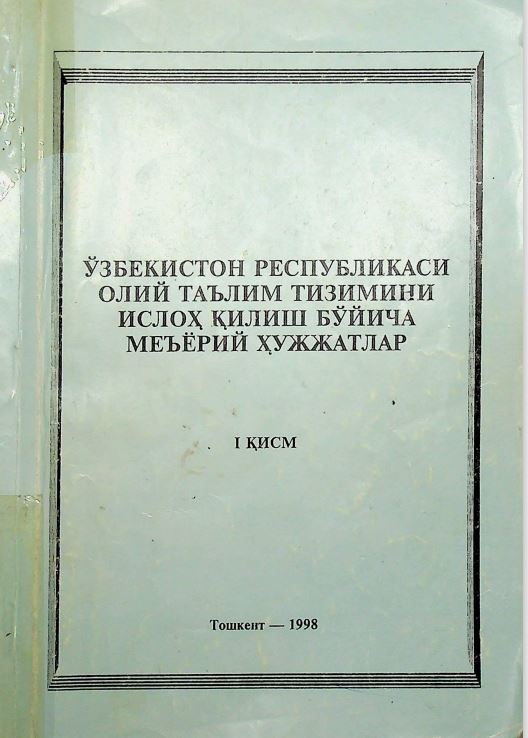 ЎЗБЕКИСТОН РЕСПУБЛИКАСИ
ОЛИЙ ТАЪЛИМ ТИЗИМИНИ
ИСЛОҲ ҚИЛИШ БЎЙИЧА
МЕЪЁРИЙ ҲУЖЖАТЛАР
I ҚИСМ
Тошкент — 1998